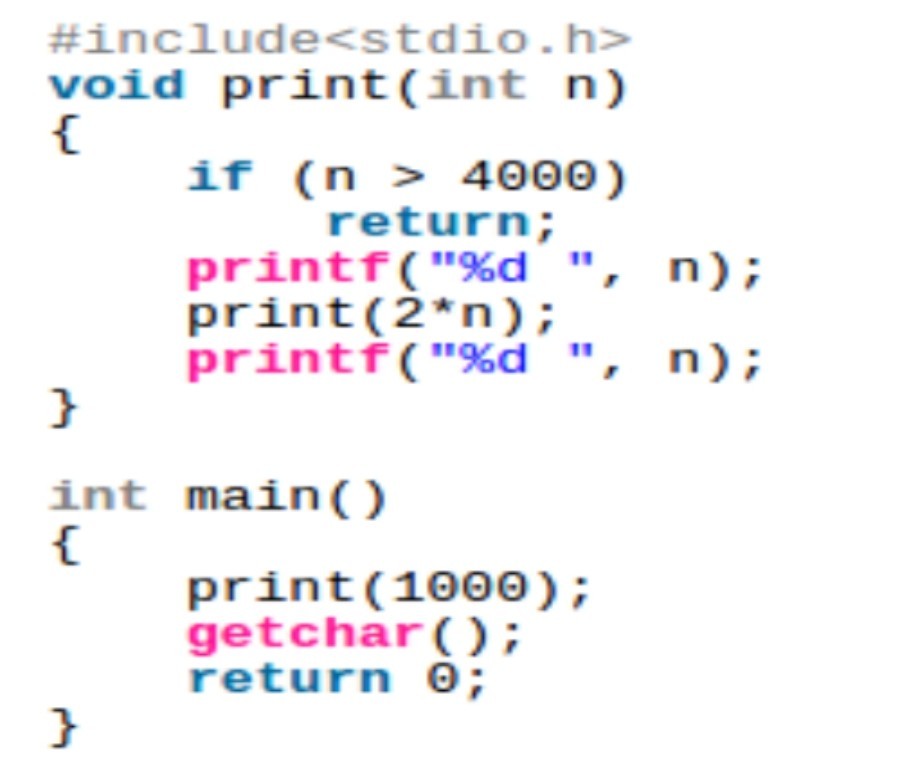 #include<stdio.h>
void print(int n)
{
    if (n > 4000)
        return;
    printf("%d ", n);
    print(2*n);
    printf("%d ", n);
}

int main()
{
    print(1000);
    getchar();
    return 0;
}